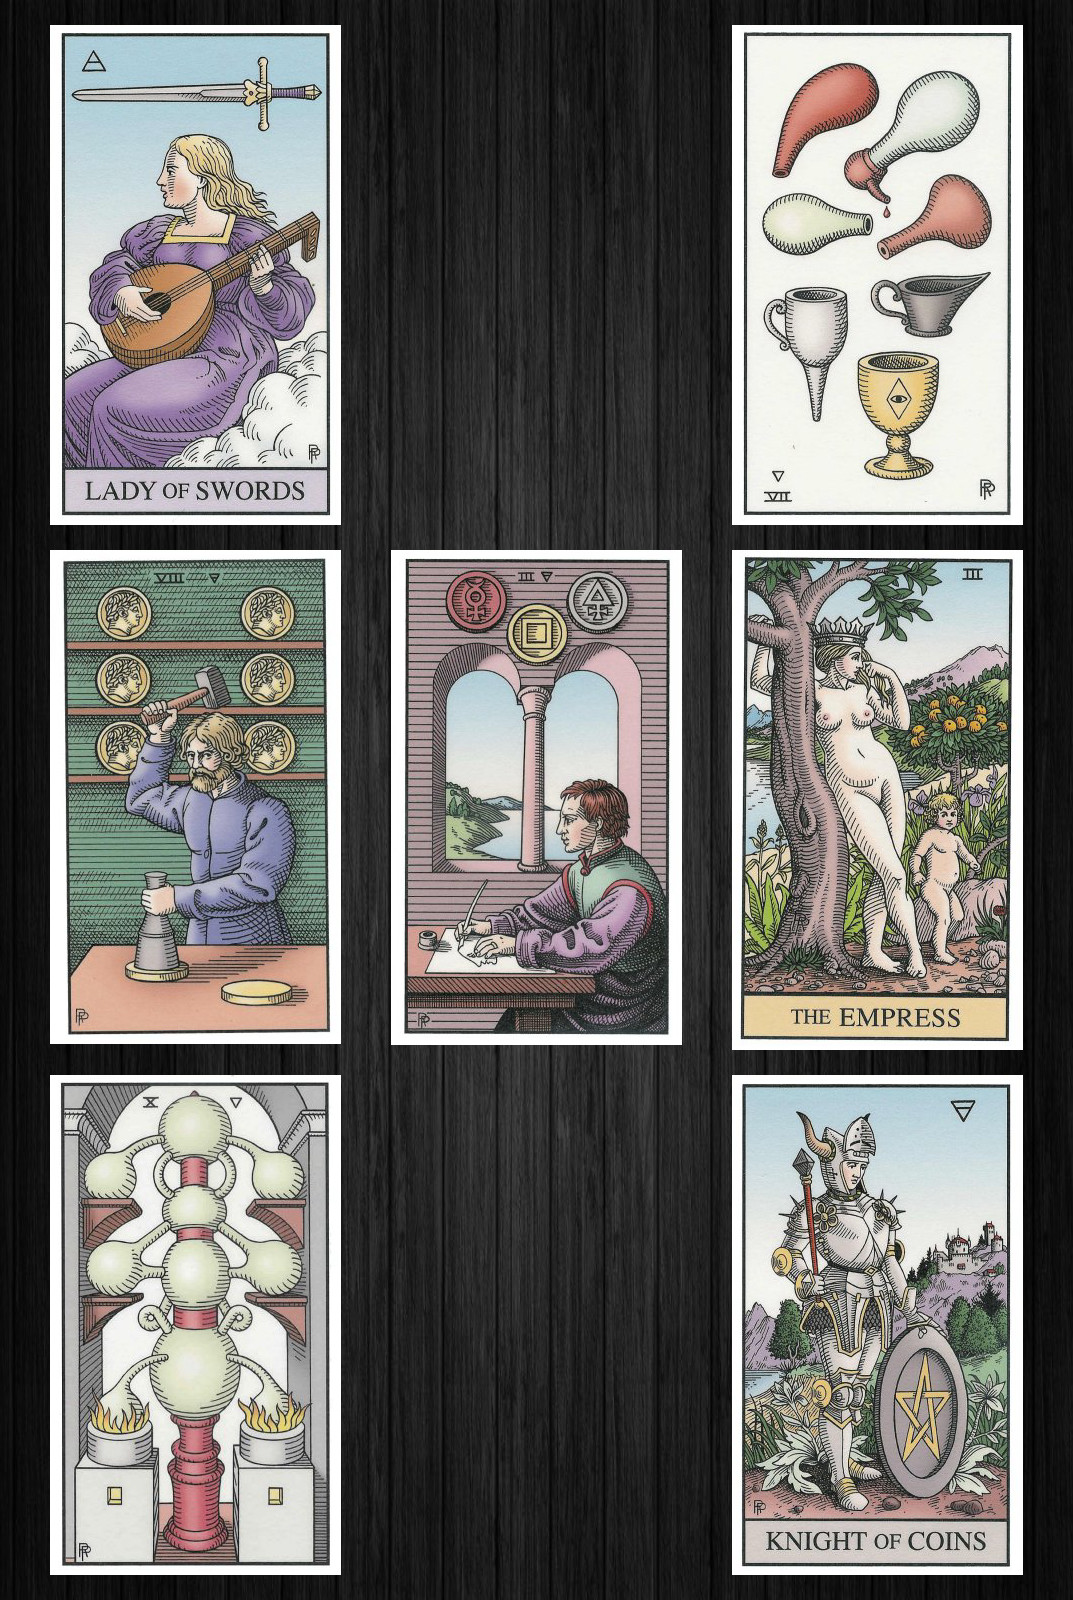 LADY OF SWORDS
VII
VIII
III
III
THE EMPRESS
X
KNIGHT OF COINS